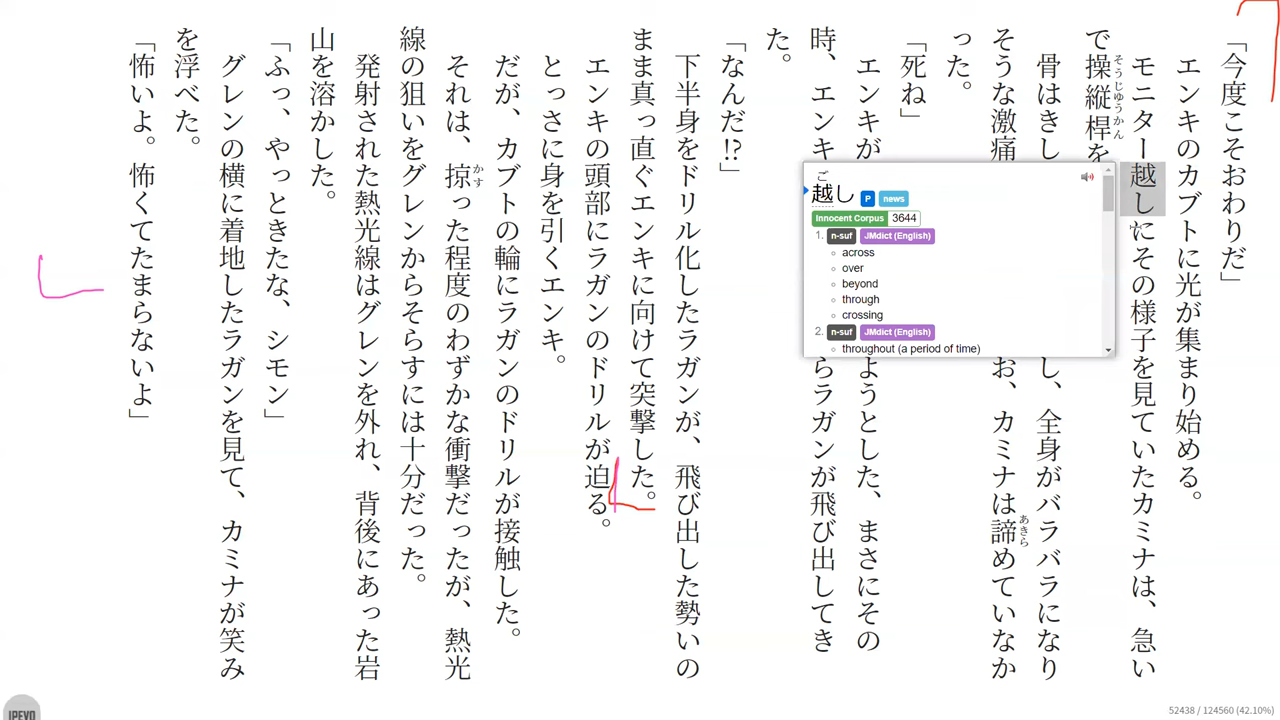 「今度こそおわりだ」
エンキのカブトに光が集まり始める。
モニター越しにその様子を見ていたカミナは、急い
そうじゆうかん
で操縦桿を
骨はきし し、全身がバラバラになり
あきら
そうな激痛 お、カミナは諦めていなか
った。
「死ね」
エンキが ようとした、まさにその
時、エンキ らラガンが飛び出してき
た。
「なんだ!?」
下半身をドリル化したラガンが、飛び出した勢いの
まま真っ直ぐエンキに向けて突撃した。
エンキの頭部にラガンのドリルが迫る。
とっさに身を引くエンキ。
だが、カブトの輪にラガンのドリルが接触した。
かす
それは、掠った程度のわずかな衝撃だったが、熱光
線の狙いをグレンからそらすには十分だった。
発射された熱光線はグレンを外れ、背後にあった岩
山を溶かした。
「ふっ、やっときたな、シモン」
グレンの横に着地したラガンを見て、カミナが笑み
を浮べた。
「怖いよ。怖くてたまらないよ」
ご
越し P news
Innocent Corpus 3644
1. n-suf JMdict (English)
across
over
beyond
through
crossing
2. n-suf JMdict (English)
throughout (a period of time)
IPEVO
52438 / 124560 (42.10%)